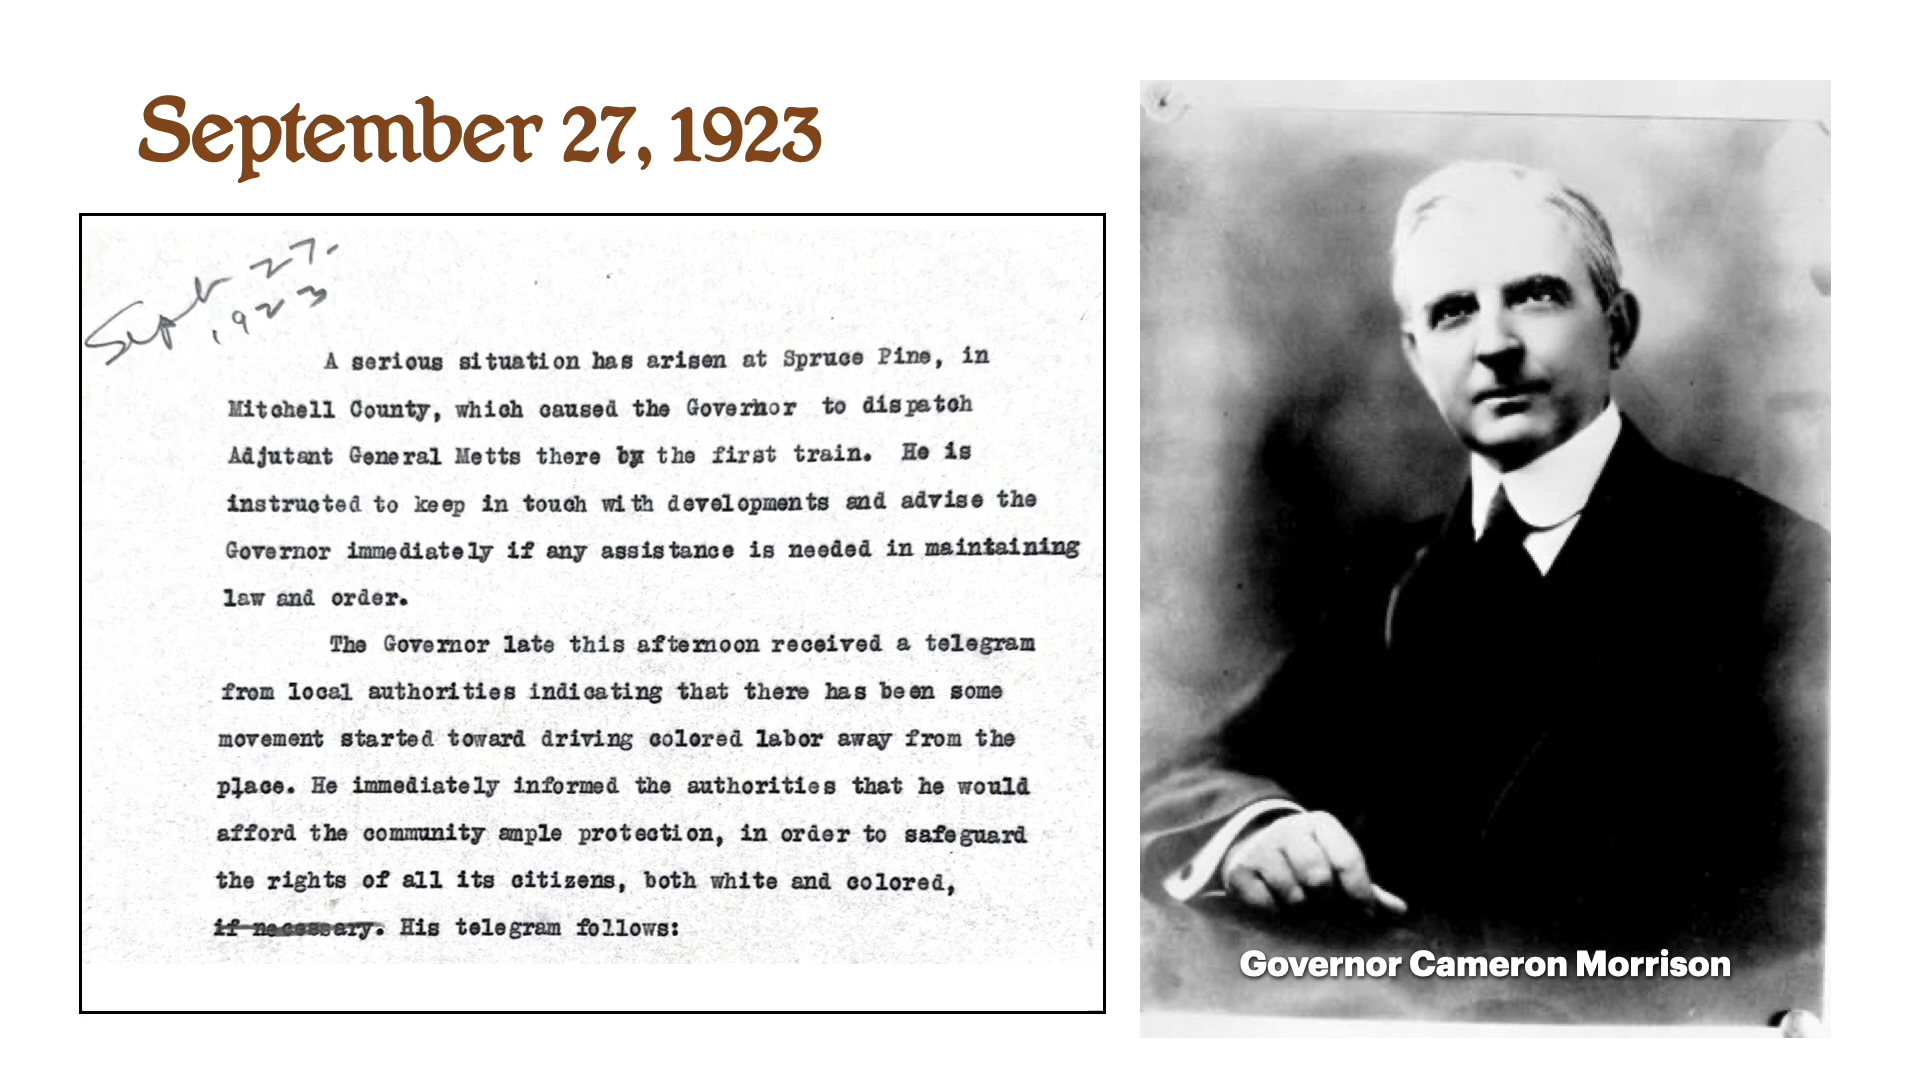 September 27, 1923
Sept 27.
1923
A serious situation has arisen at Spruce Pine, in
Mitchell County, which caused the Governor to dispatch
Adjutant General Metts there by the first train. He is
instructed to keep in touch with developments and advise the
Governor immediately if any assistance is needed in maintaining
law and order.
The Governor late this afternoon received a telegram
from local authorities indicating that there has been some
movement started toward driving colored labor away from the
place. He immediately informed the authorities that he would
afford the community ample protection, in order to safeguard
the rights of all its citizens, both white and colored,
if necessary. His telegram follows:
Governor Cameron Morrison